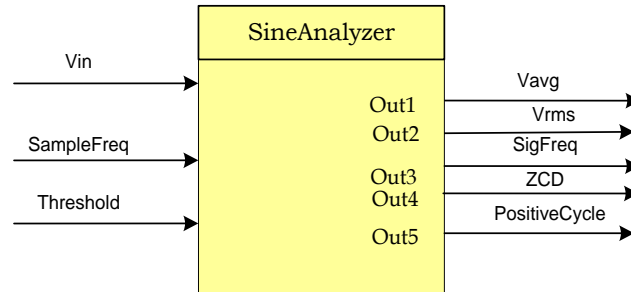 SineAnalyzer
Vin
SampleFreq
Threshold
Out1
Out2
Out3
Out4
Out5
Vavg
Vrms
SigFreq
ZCD
PositiveCycle